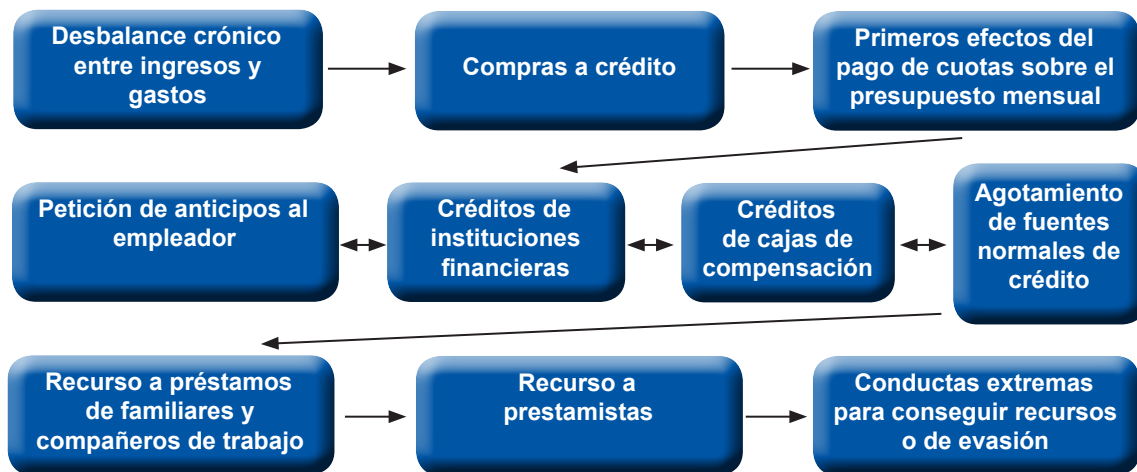 Desbalance crónico
entre ingresos y
gastos
Compras a crédito
Primeros efectos del
pago de cuotas sobre el
presupuesto mensual
Petición de anticipos al
empleador
Créditos de
instituciones
financieras
Créditos
de cajas de
compensación
Agotamiento
de fuentes
normales de
crédito
Recurso a préstamos
de familiares y
compañeros de trabajo
Recurso a
prestamistas
Conductas extremas
para conseguir recursos
o de evasión